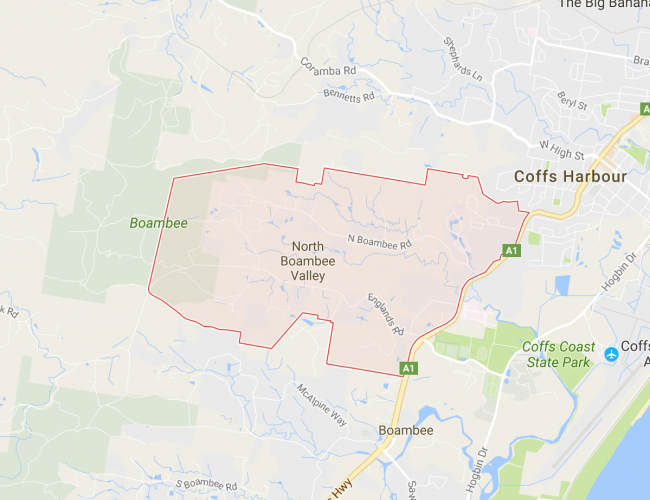 The Big Banana
Shephards Ln
Coramba Rd
Bra
Bennetts Rd
Beryl St
A
W High St
Coffs Harbour
Boambee
N Boambee Rd
A1
North
Boambee
Valley
Hogbin Dr
Englands Rd
k Rd
Coffs Coast
State Park
Coffs
A
A1
McAlpine Way
Boambee
Hogbin Dr
S Boambee Rd
Saw
Hwy